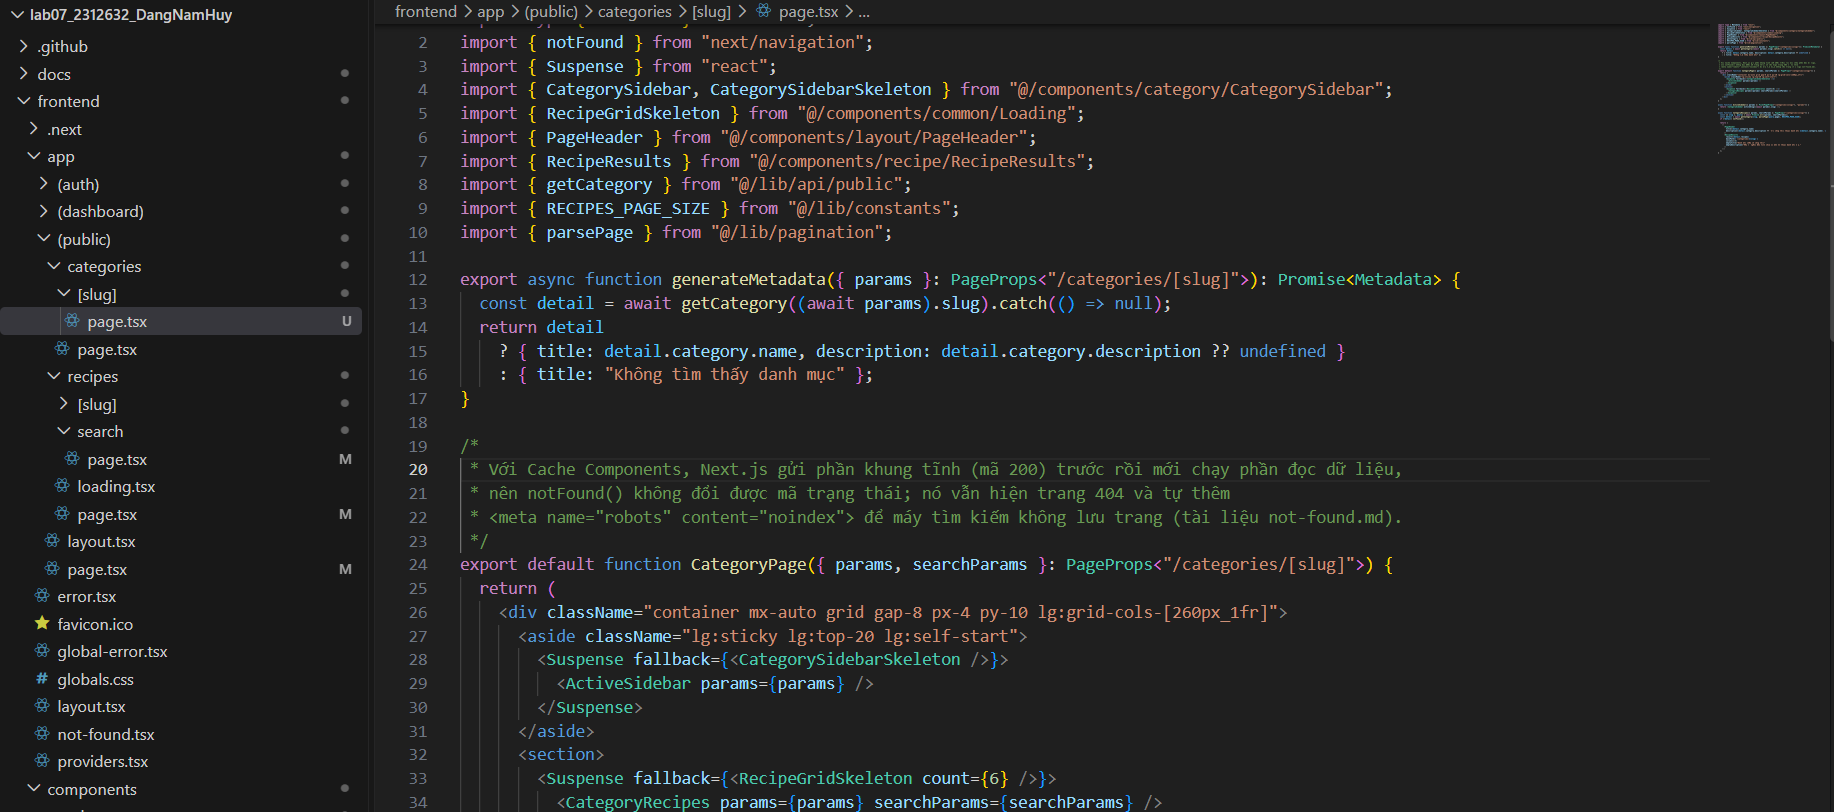 lab07_2312632_DangNamHuy
.github
docs
frontend
.next
app
(auth)
(dashboard)
(public)
categories
[slug]
page.tsx U
page.tsx
recipes
[slug]
search
page.tsx M
loading.tsx
page.tsx M
layout.tsx
page.tsx M
error.tsx
favicon.ico
global-error.tsx
# globals.css
layout.tsx
not-found.tsx
providers.tsx
components
frontend > app > (public) > categories > [slug] > page.tsx > ...
2 import { notFound } from "next/navigation";
3 import { Suspense } from "react";
4 import { CategorySidebar, CategorySidebarSkeleton } from "@/components/category/CategorySidebar";
5 import { RecipeGridSkeleton } from "@/components/common/Loading";
6 import { PageHeader } from "@/components/layout/PageHeader";
7 import { RecipeResults } from "@/components/recipe/RecipeResults";
8 import { getCategory } from "@/lib/api/public";
9 import { RECIPES_PAGE_SIZE } from "@/lib/constants";
10 import { parsePage } from "@/lib/pagination";
11
12 export async function generateMetadata({ params }: PageProps<"/categories/[slug]">): Promise<Metadata> {
13 const detail = await getCategory((await params).slug).catch(() => null);
14 return detail
15 ? { title: detail.category.name, description: detail.category.description ?? undefined }
16 : { title: "Không tìm thấy danh mục" };
17 }
18
19 /*
20 * Với Cache Components, Next.js gửi phần khung tĩnh (mã 200) trước rồi mới chạy phần đọc dữ liệu,
21 * nên notFound() không đổi được mã trạng thái; nó vẫn hiện trang 404 và tự thêm
22 * <meta name="robots" content="noindex"> để máy tìm kiếm không lưu trang (tài liệu not-found.md).
23 */
24 export default function CategoryPage({ params, searchParams }: PageProps<"/categories/[slug]">) {
25 return (
26 <div className="container mx-auto grid gap-8 px-4 py-10 lg:grid-cols-[260px_1fr]">
27 <aside className="lg:sticky lg:top-20 lg:self-start">
28 <Suspense fallback={<CategorySidebarSkeleton />}>
29 <ActiveSidebar params={params} />
30 </Suspense>
31 </aside>
32 <section>
33 <Suspense fallback={<RecipeGridSkeleton count={6} />}>
34 <CategoryRecipes params={params} searchParams={searchParams} />